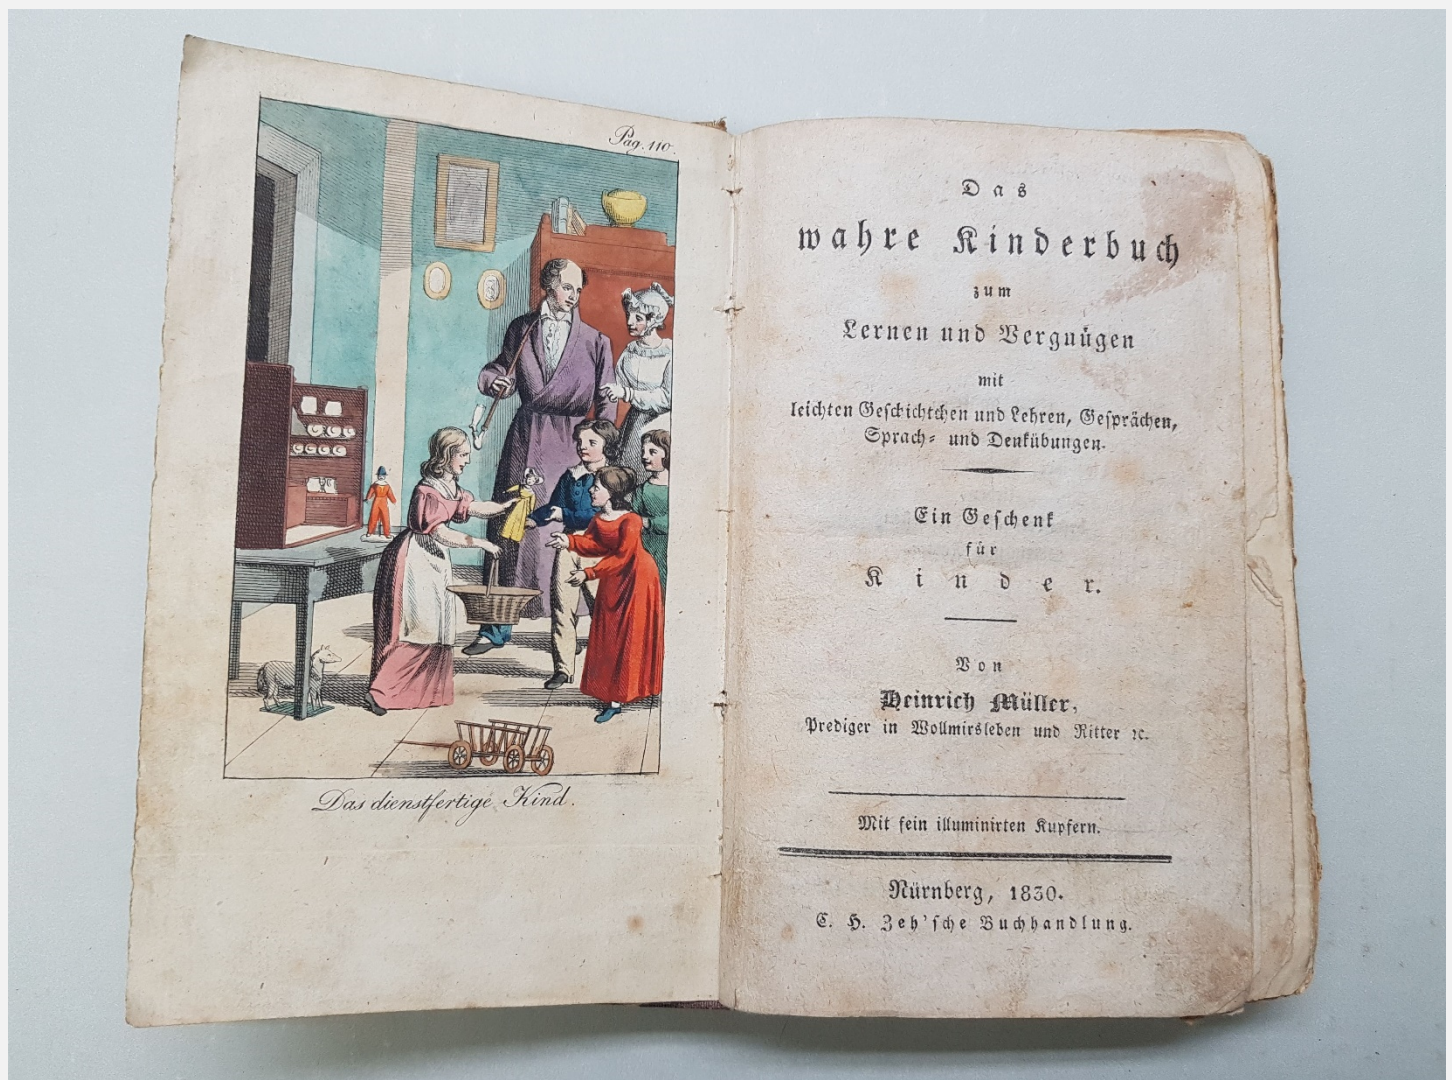 Pag. 110.
Das dienstfertige Kind.
Das
wahre Kinderbuch
zum
Lernen und Vergnügen
mit
leichten Geschichtchen und Lehren, Gesprächen,
Sprach- und Denkübungen.
Ein Geschenk
für
Kinder.
Von
Heinrich Müller,
Prediger in Wollmirsleben und Ritter ꝛc.
Mit fein illuminirten Kupfern.
Nürnberg, 1830.
C. H. Zeh'sche Buchhandlung.